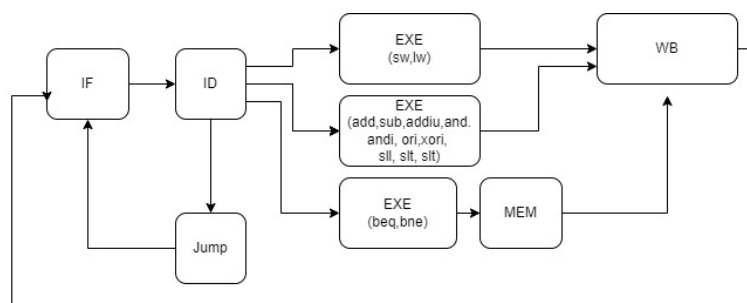 IF
ID
EXE
(sw,lw)
WB
EXE
(add,sub,addiu,and.
andi, ori,xori,
sll, slt, slt)
EXE
(beq,bne)
MEM
Jump